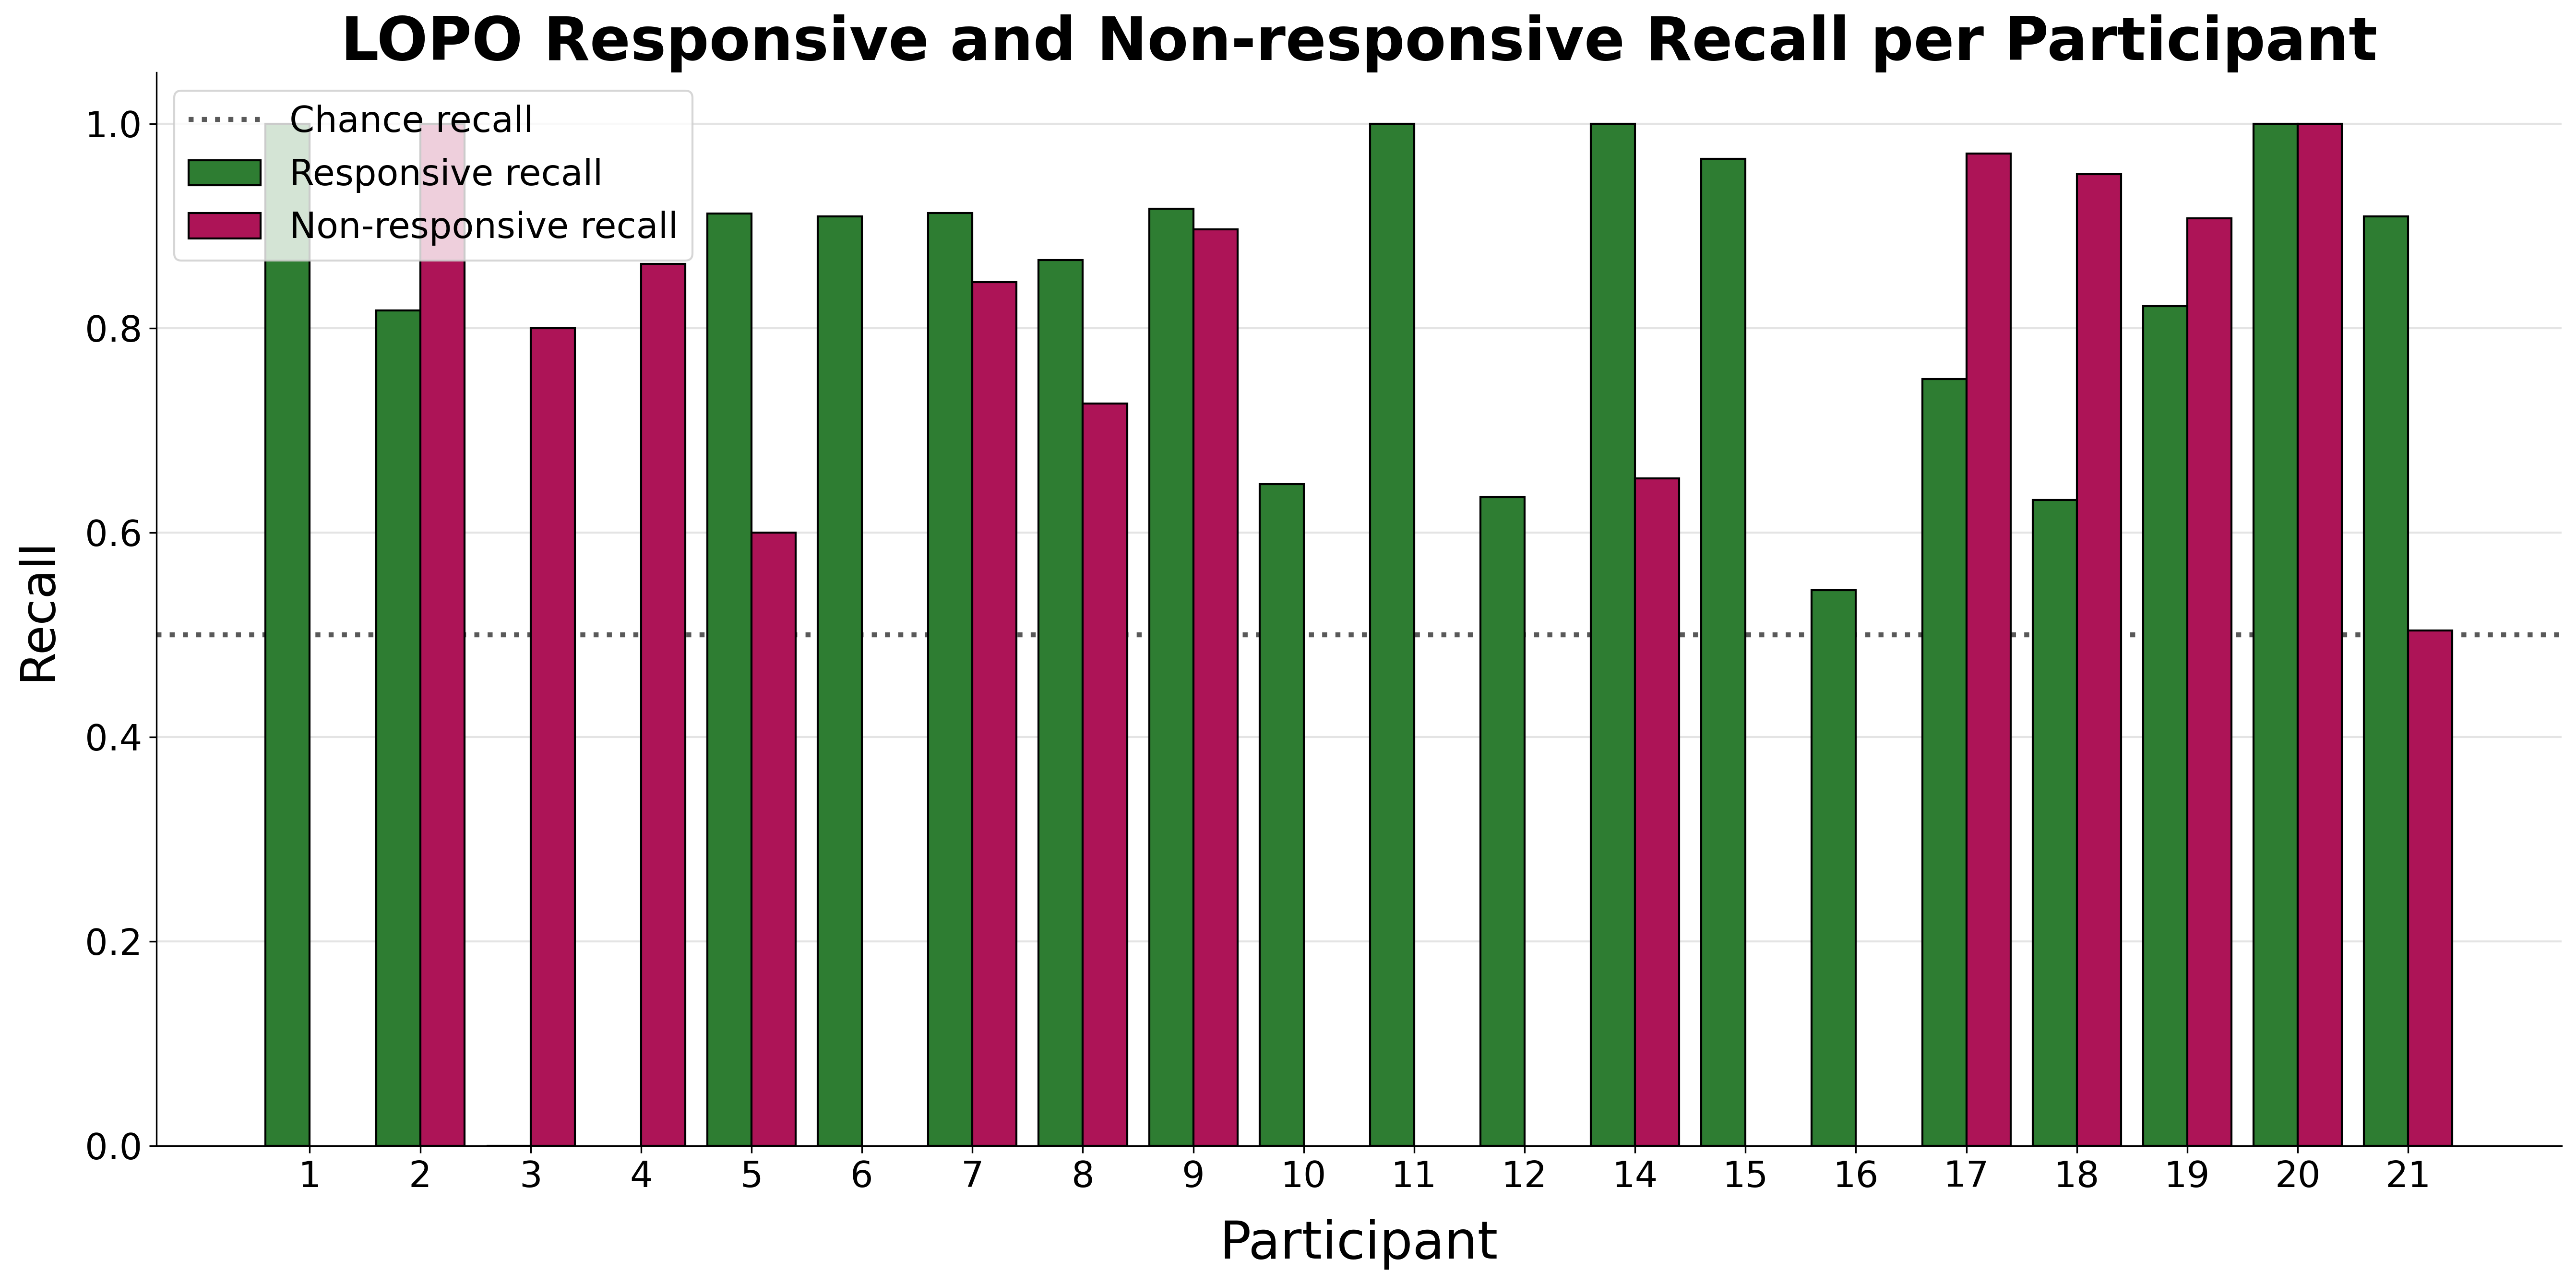 LOPO Responsive and Non-responsive Recall per Participant
Chance recall
Responsive recall
Non-responsive recall
1.0
0.8
0.6
0.4
0.2
0.0
Recall
1 2 3 4 5 6 7 8 9 10 11 12 14 15 16 17 18 19 20 21
Participant